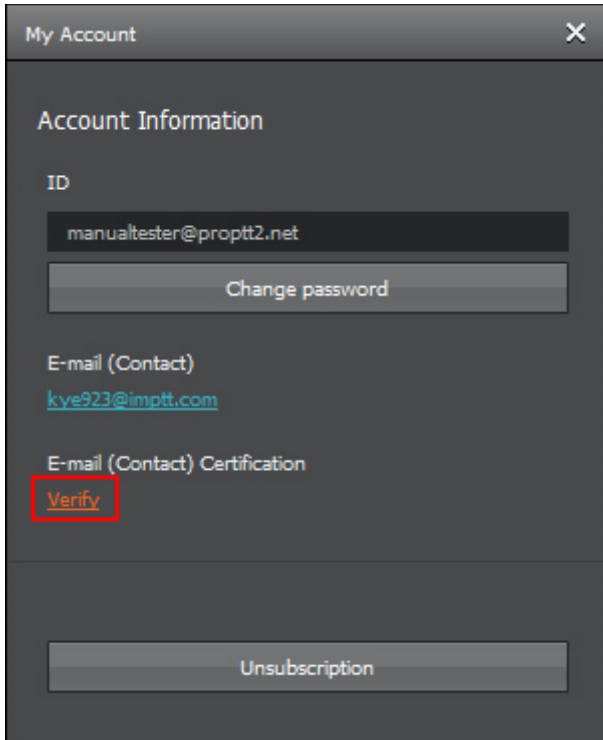 My Account
Account Information
ID
manualtester@proptt2.net
Change password
E-mail (Contact)
kye923@imptt.com
E-mail (Contact) Certification
Verify
Unsubscription